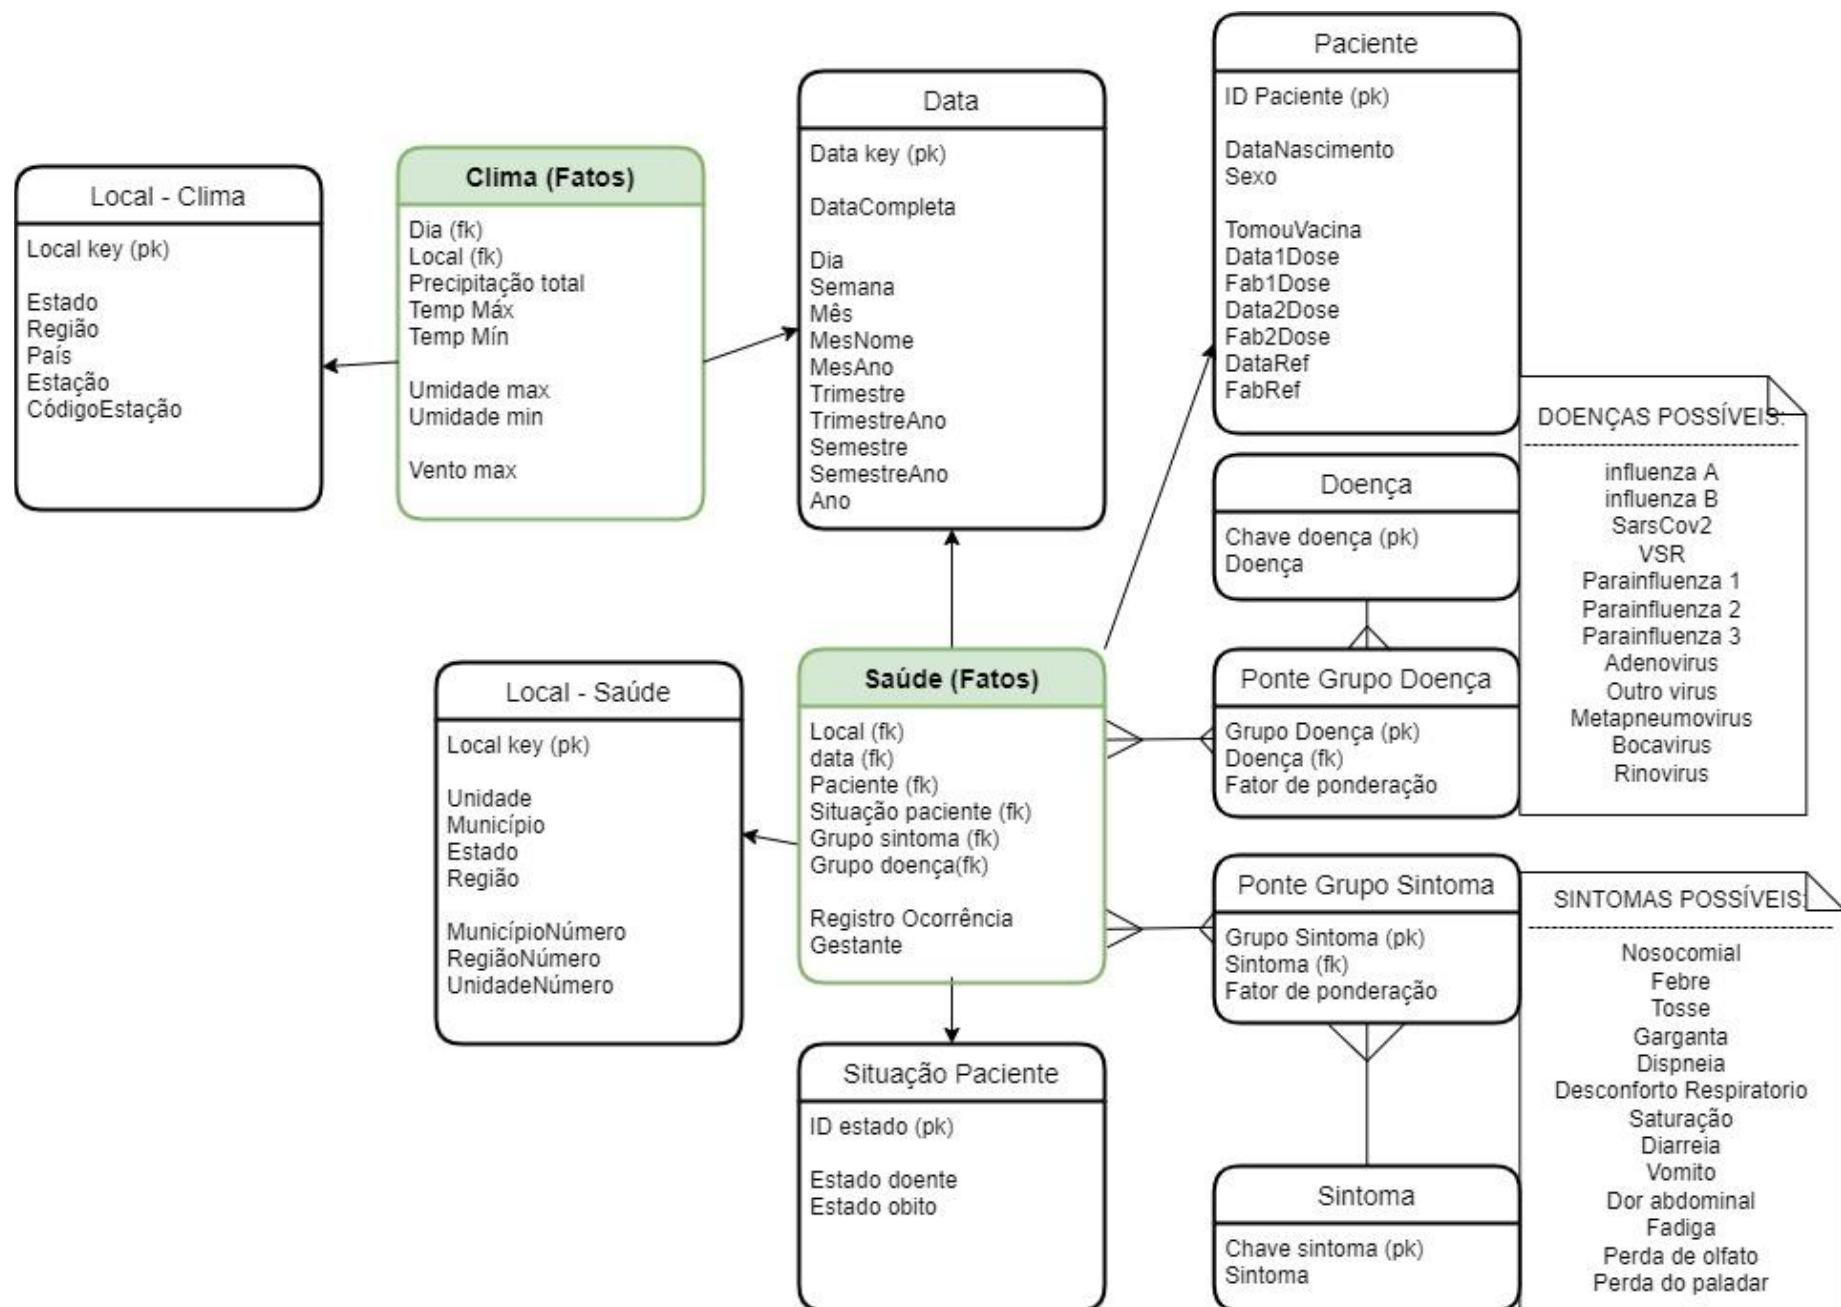 Local - Clima
Local key (pk)
Estado
Região
País
Estação
CódigoEstação
Clima (Fatos)
Dia (fk)
Local (fk)
Precipitação total
Temp Máx
Temp Mín
Umidade max
Umidade min
Vento max
Data
Data key (pk)
DataCompleta
Dia
Semana
Mês
MesNome
MesAno
Trimestre
TrimestreAno
Semestre
SemestreAno
Ano
Paciente
ID Paciente (pk)
DataNascimento
Sexo
TomouVacina
Data1Dose
Fab1Dose
Data2Dose
Fab2Dose
DataRef
FabRef
DOENÇAS POSSÍVEIS:
influenza A
influenza B
SarsCov2
VSR
Parainfluenza 1
Parainfluenza 2
Parainfluenza 3
Adenovirus
Outro virus
Metapneumovirus
Bocavirus
Rinovirus
Doença
Chave doença (pk)
Doença
Ponte Grupo Doença
Grupo Doença (pk)
Doença (fk)
Fator de ponderação
Local - Saúde
Local key (pk)
Unidade
Município
Estado
Região
MunicípioNúmero
RegiãoNúmero
UnidadeNúmero
Saúde (Fatos)
Local (fk)
data (fk)
Paciente (fk)
Situação paciente (fk)
Grupo sintoma (fk)
Grupo doença(fk)
Registro Ocorrência
Gestante
Ponte Grupo Sintoma
Grupo Sintoma (pk)
Sintoma (fk)
Fator de ponderação
SINTOMAS POSSÍVEIS:
Nosocomial
Febre
Tosse
Garganta
Dispneia
Desconforto Respiratorio
Saturação
Diarreia
Vomito
Dor abdominal
Fadiga
Perda de olfato
Perda do paladar
Situação Paciente
ID estado (pk)
Estado doente
Estado obito
Sintoma
Chave sintoma (pk)
Sintoma